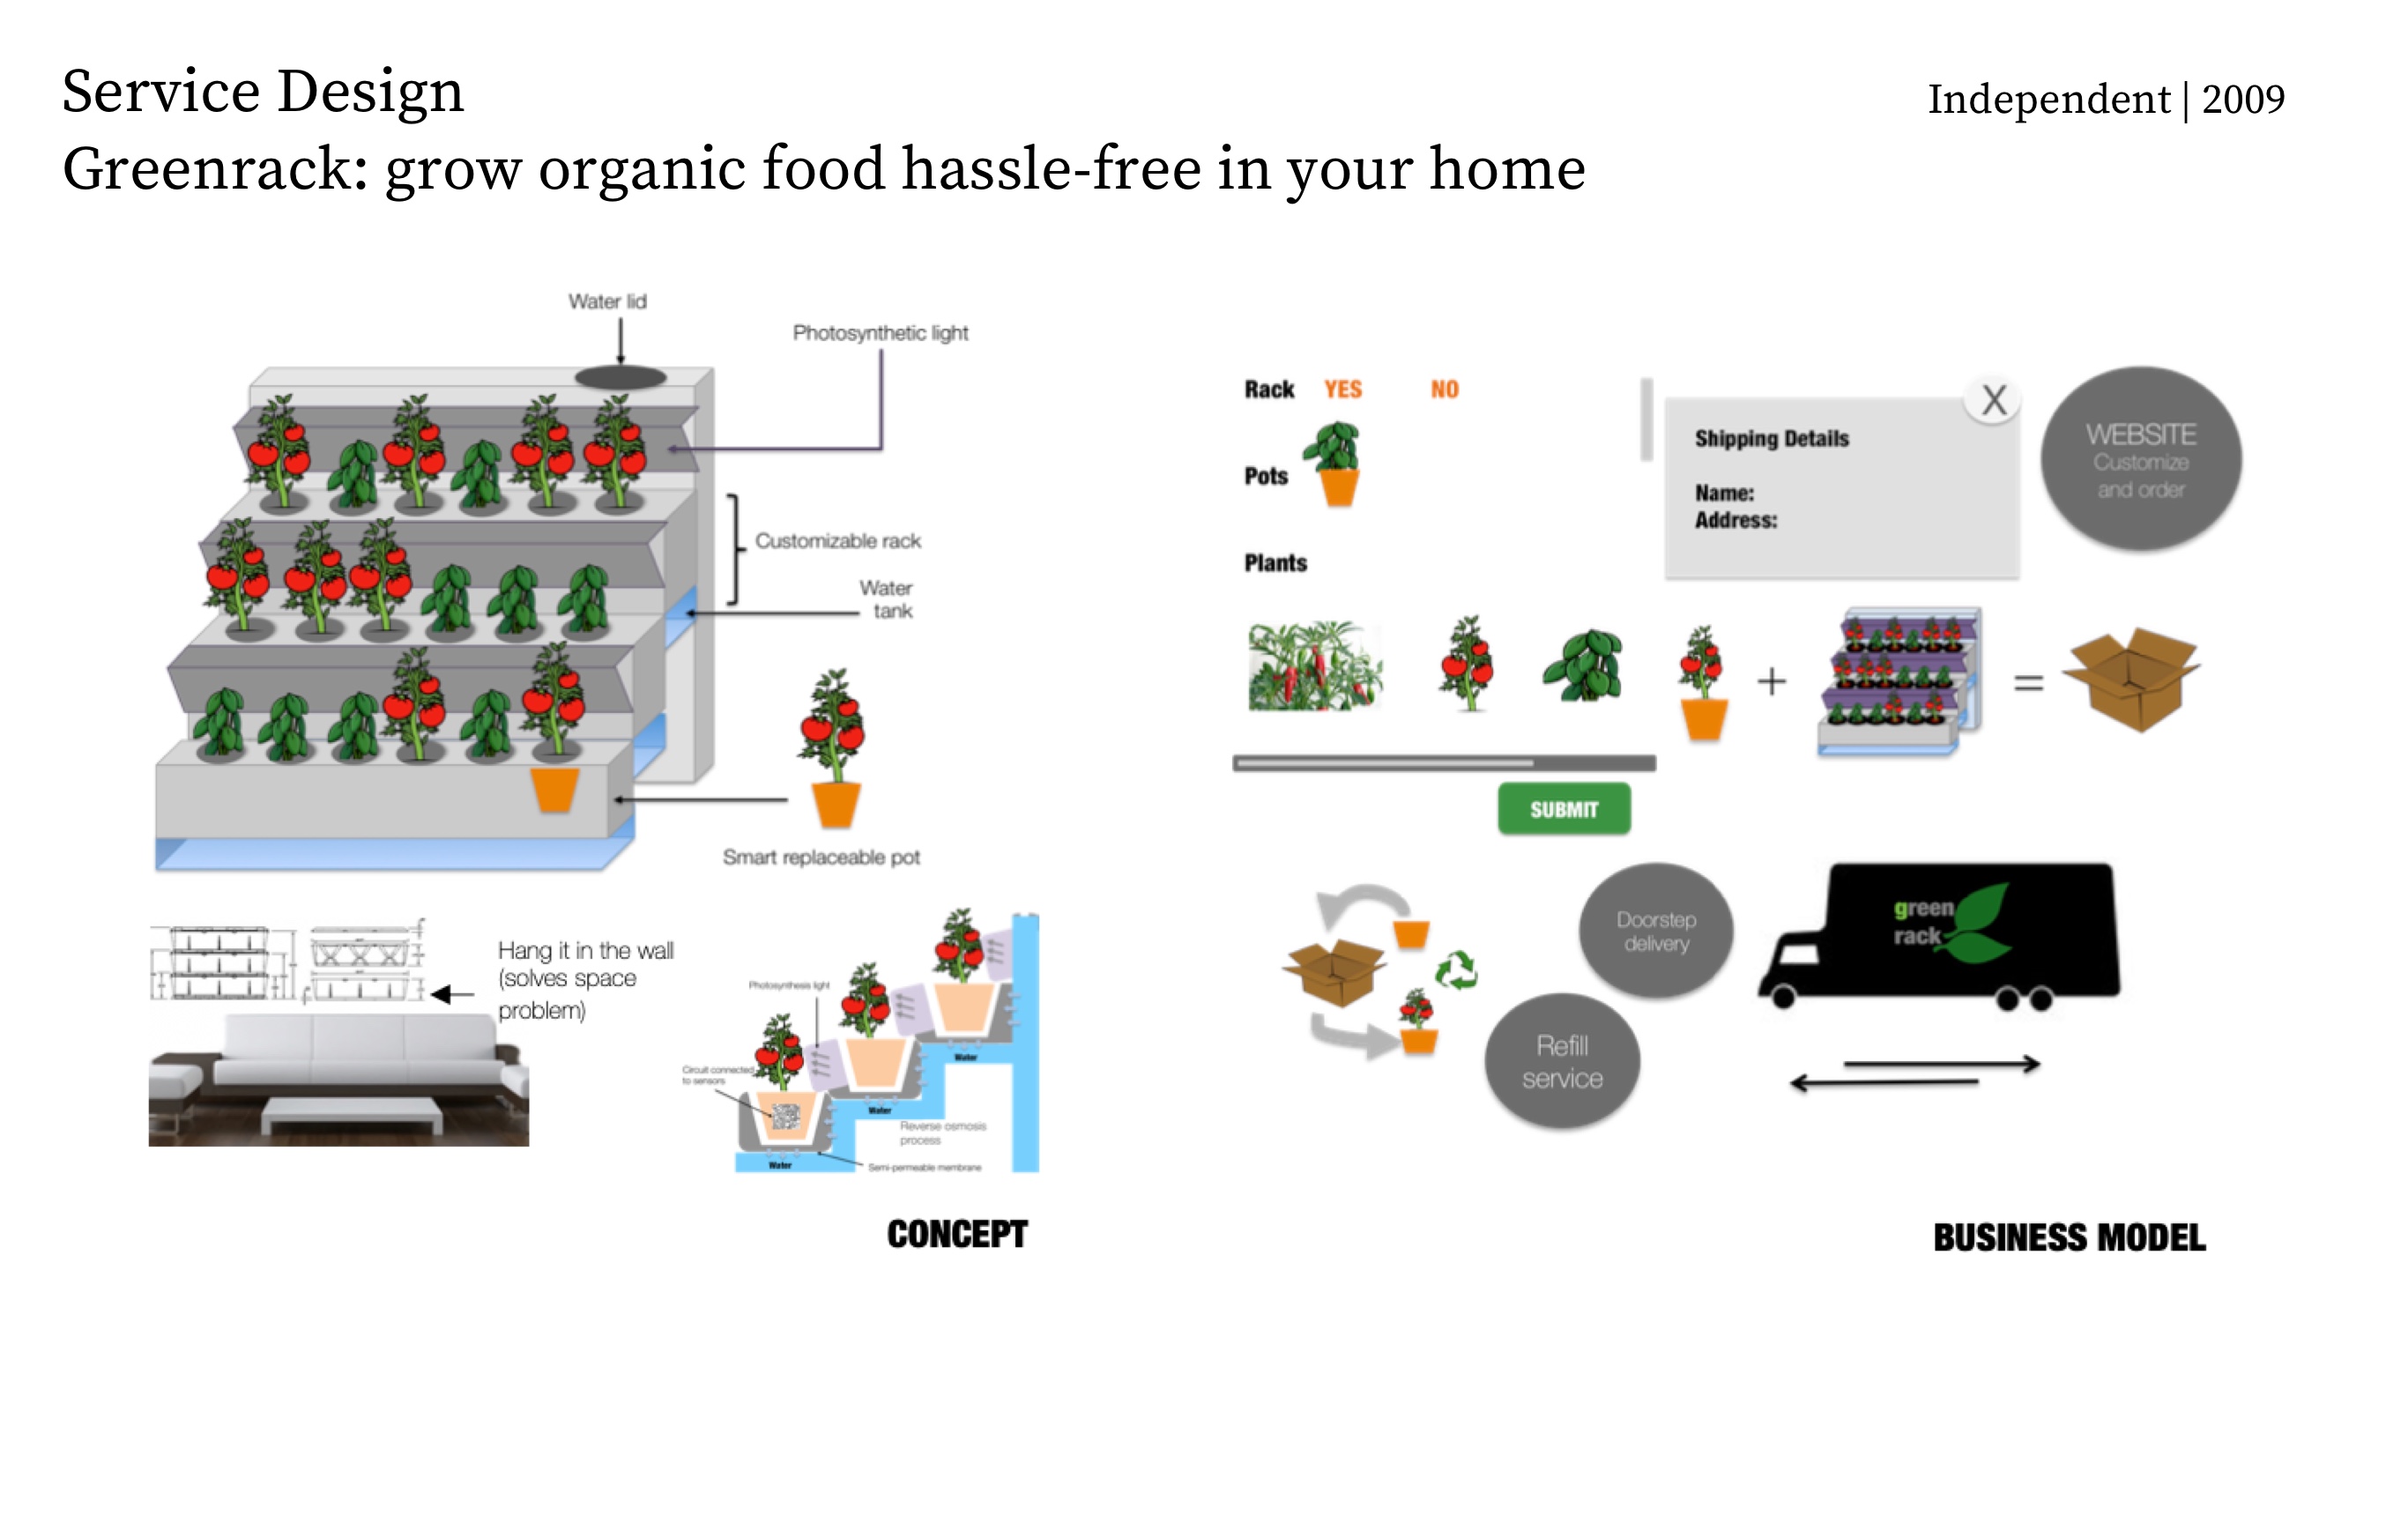 Service Design
Independent | 2009
Greenrack: grow organic food hassle-free in your home
Water lid
Photosynthetic light
Customizable rack
Water
tank
Smart replaceable pot
Hang it in the wall
(solves space
problem)
Photosynthesis light
Circuit connected
to sensors
Water
Water
Reverse osmosis
process
Water
Semi-permeable membrane
CONCEPT
Rack YES NO
Pots
Plants
SUBMIT
X
Shipping Details
Name:
Address:
WEBSITE
Customize
and order
+
=
Doorstep
delivery
green
rack
Refill
service
BUSINESS MODEL